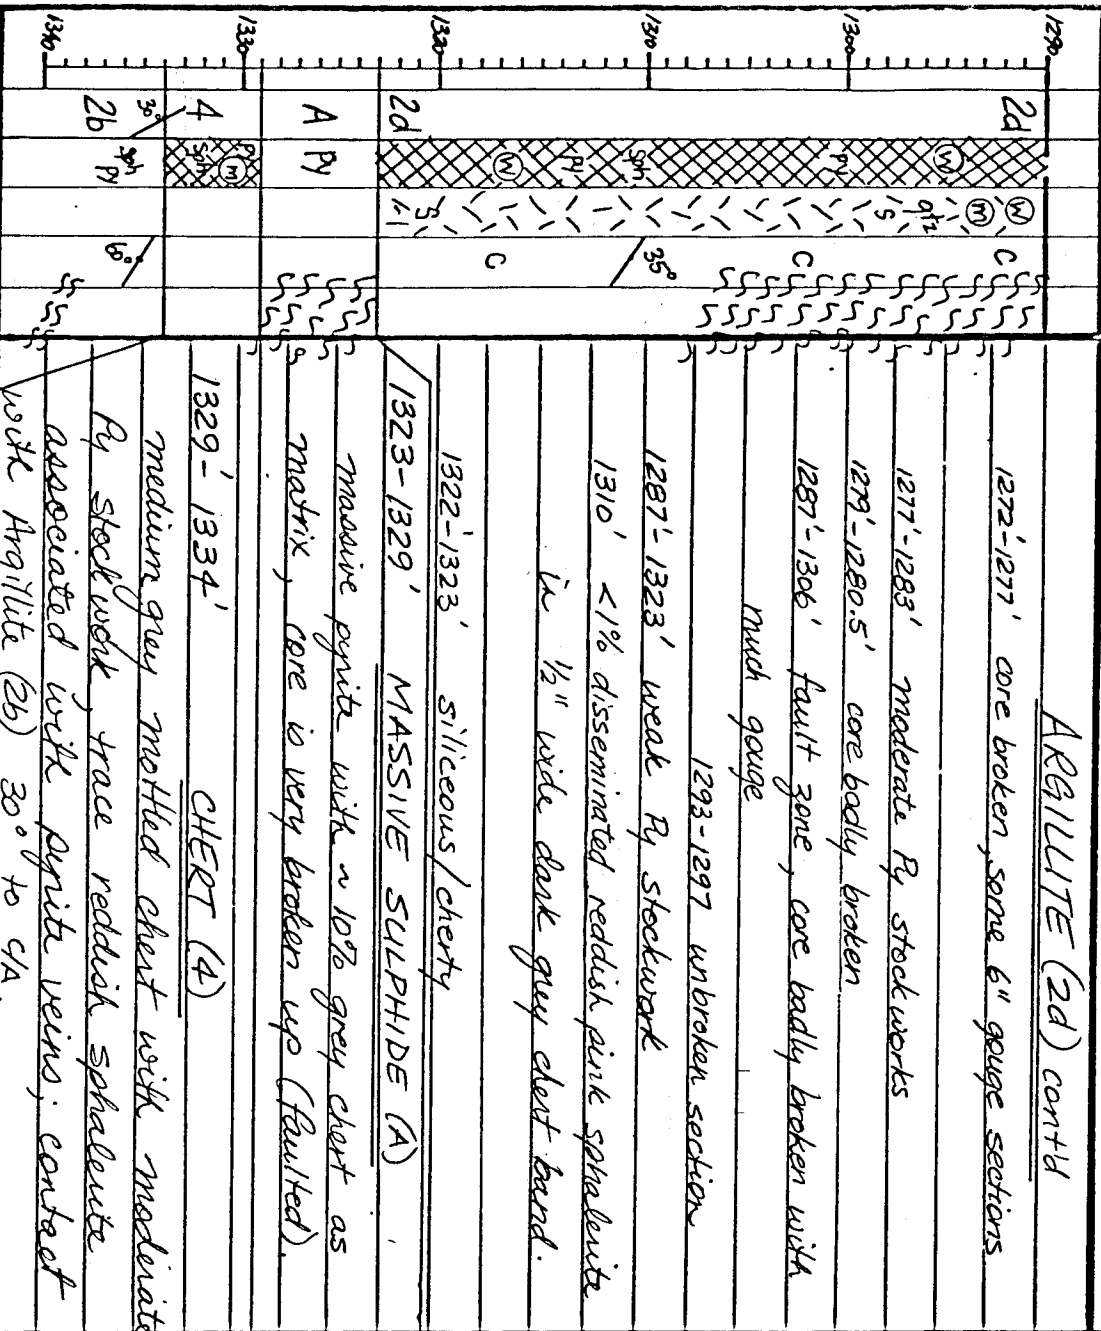 ARGILLITE (2d) cont'd
1272'-1277' core broken, some 6" gouge sections
1277'-1283' moderate Py stockworks
1279'-1280.5' core badly broken
1287'-1306' fault zone, core badly broken with
much gouge
1293-1297 unbroken section
1287'-1323' weak Py stockwork
1310' <1% disseminated reddish pink sphalerite
in 1/2" wide dark grey chert band.
1322'-1323' siliceous/cherty
1323-1329' MASSIVE SULPHIDE (A)
massive pyrite with ~10% grey chert as
matrix, core is very broken up (faulted).
1329'-1334' CHERT (4)
medium grey mottled chert with moderate
Py stockwork, trace reddish sphalerite
associated with pyrite veins; contact
with Argillite (2b) 30° to C/A.
1290
1300
1310
1320
1330
1340
2d
2d
A
4
30°
2b
W
py
sph
py
W
py
py
m
sph
sph
py
W
m
qtz
s
s
C
C
35°
C
60°